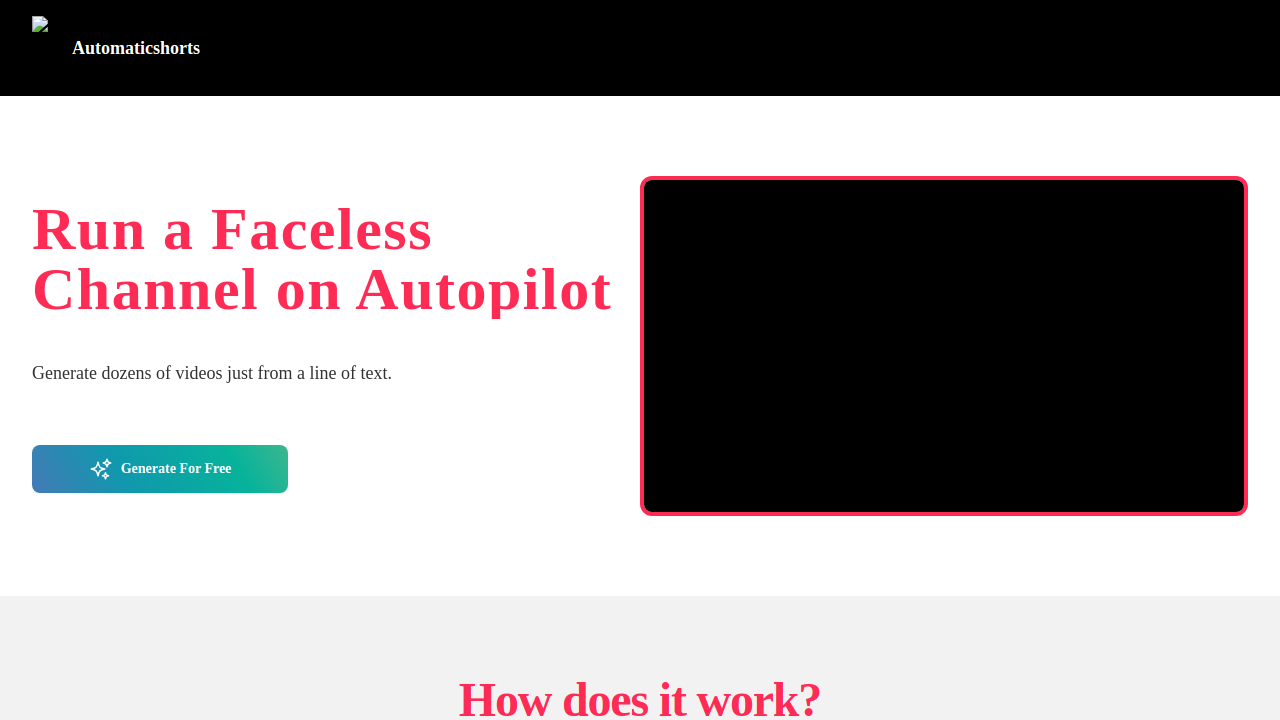 Automaticshorts
Run a Faceless
Channel on Autopilot
Generate dozens of videos just from a line of text.
Generate For Free
How does it work?